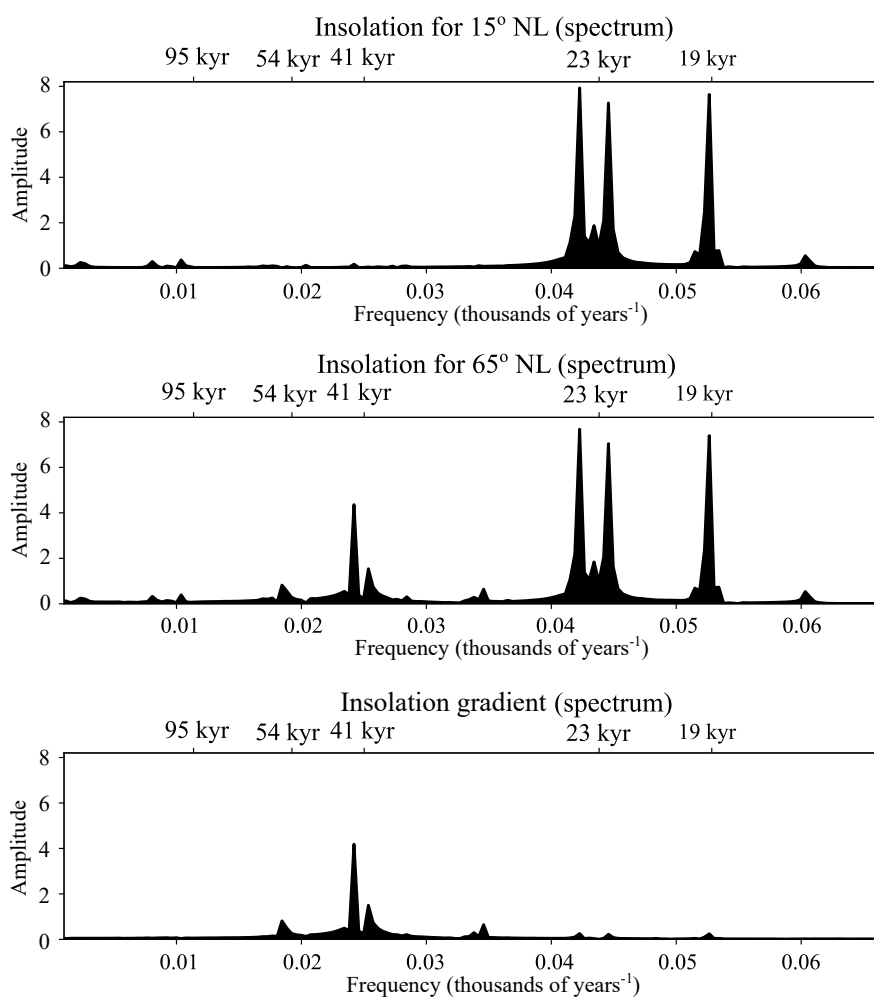 Insolation for 15º NL (spectrum)
95 kyr 54 kyr 41 kyr 23 kyr 19 kyr
8
6
4
2
0
Amplitude
0.01 0.02 0.03 0.04 0.05 0.06
Frequency (thousands of years-1)
Insolation for 65º NL (spectrum)
95 kyr 54 kyr 41 kyr 23 kyr 19 kyr
8
6
4
2
0
Amplitude
0.01 0.02 0.03 0.04 0.05 0.06
Frequency (thousands of years-1)
Insolation gradient (spectrum)
95 kyr 54 kyr 41 kyr 23 kyr 19 kyr
8
6
4
2
0
Amplitude
0.01 0.02 0.03 0.04 0.05 0.06
Frequency (thousands of years-1)